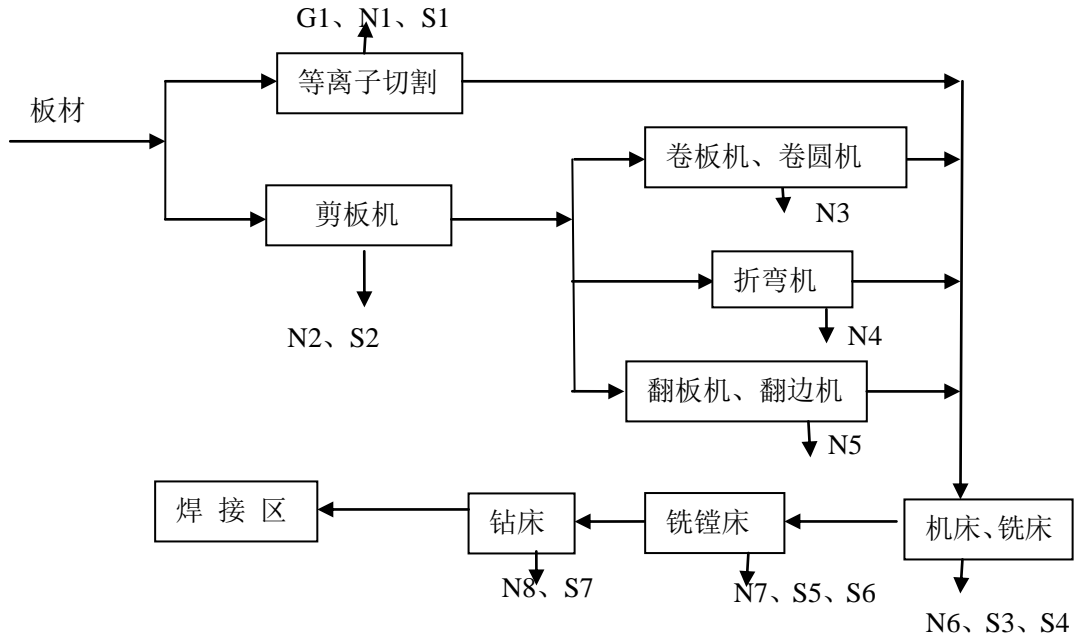 G1、N1、S1
等离子切割
板材
卷板机、卷圆机
剪板机
N3
折弯机
N2、S2
N4
翻板机、翻边机
N5
焊 接 区
钻床
铣镗床
机床、铣床
N8、S7
N7、S5、S6
N6、S3、S4